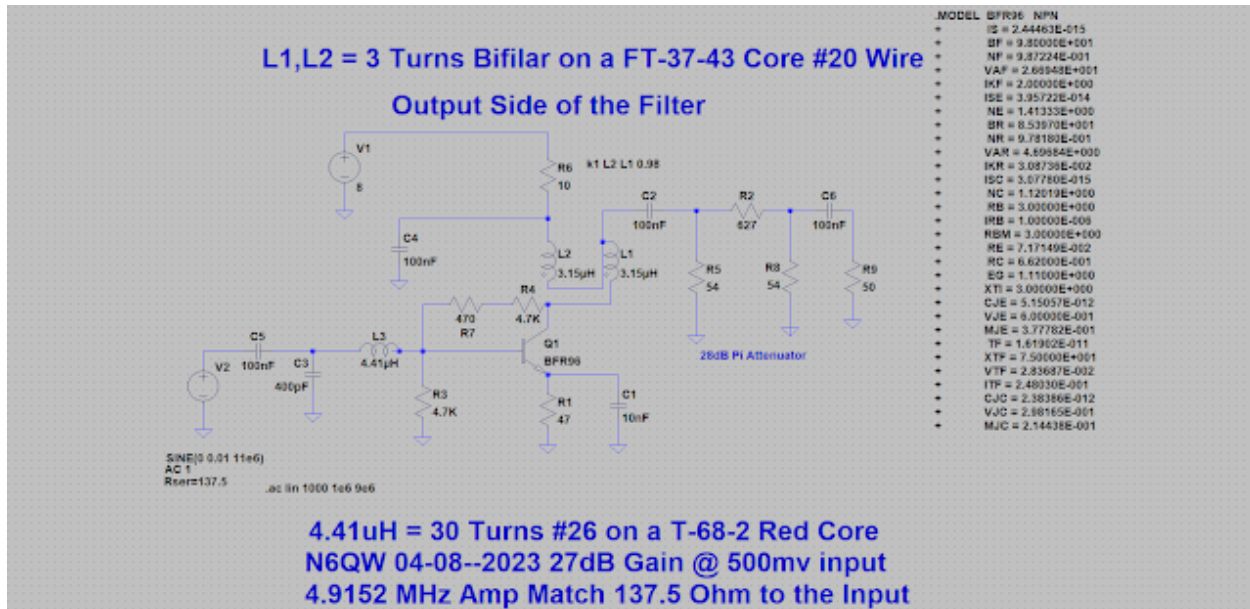 L1,L2 = 3 Turns Bifilar on a FT-37-43 Core #20 Wire
Output Side of the Filter
V1
8
R6
10
k1 L2 L1 0.98
C4
100nF
L2
3.15µH
L1
3.15µH
C2
100nF
R2
627
C6
100nF
R5
54
R8
54
R9
50
28dB Pi Attenuator
R4
4.7K
470
R7
Q1
BFR96
C5
100nF
C3
400pF
L3
4.41µH
V2
R3
4.7K
R1
47
C1
10nF
SINE(0 0.01 11e6)
AC 1
Rser=137.5
.ac lin 1000 1e6 9e6
4.41uH = 30 Turns #26 on a T-68-2 Red Core
N6QW 04-08--2023 27dB Gain @ 500mv input
4.9152 MHz Amp Match 137.5 Ohm to the Input
.MODEL BFR96 NPN
+ IS = 2.44463E-015
+ BF = 9.80000E+001
+ NF = 9.87224E-001
+ VAF = 2.66948E+001
+ IKF = 2.00000E+000
+ ISE = 3.95722E-014
+ NE = 1.41333E+000
+ BR = 8.53970E+001
+ NR = 9.78180E-001
+ VAR = 4.69684E+000
+ IKR = 3.08736E-002
+ ISC = 3.07780E-015
+ NC = 1.12019E+000
+ RB = 3.00000E+000
+ IRB = 1.00000E-006
+ RBM = 3.00000E+000
+ RE = 7.17149E-002
+ RC = 6.62000E-001
+ EG = 1.11000E+000
+ XTI = 3.00000E+000
+ CJE = 5.15057E-012
+ VJE = 6.00000E-001
+ MJE = 3.77782E-001
+ TF = 1.61902E-011
+ XTF = 7.50000E+001
+ VTF = 2.83687E-002
+ ITF = 2.48030E-001
+ CJC = 2.38386E-012
+ VJC = 2.98165E-001
+ MJC = 2.14438E-001